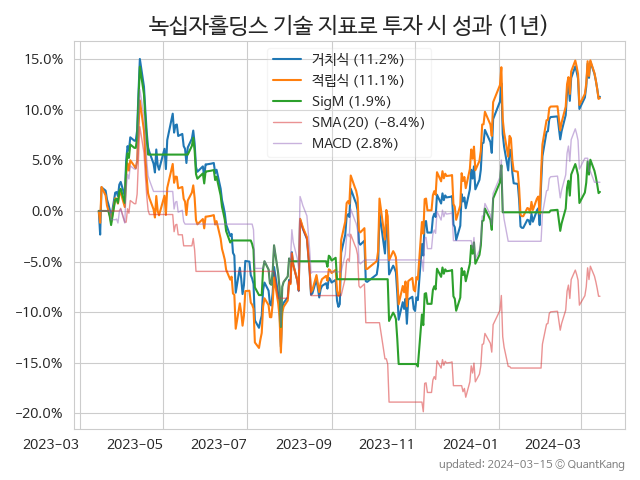 녹십자홀딩스 기술 지표로 투자 시 성과 (1년)
거치식 (11.2%)
적립식 (11.1%)
SigM (1.9%)
SMA(20) (−8.4%)
MACD (2.8%)
15.0%
10.0%
5.0%
0.0%
−5.0%
−10.0%
−15.0%
−20.0%
2023−03 2023−05 2023−07 2023−09 2023−11 2024−01 2024−03
updated: 2024−03−15 ⓒ QuantKang